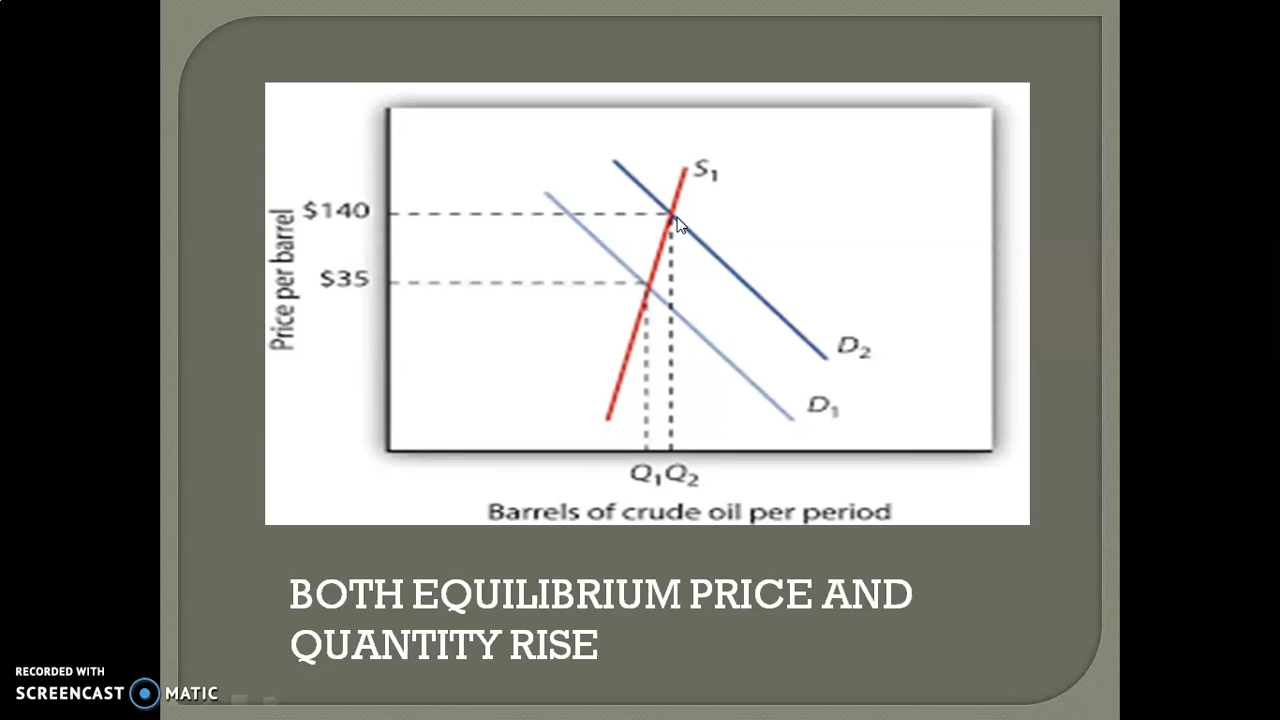 S₁
$140
$35
Price per barrel
D₂
D₁
Q₁Q₂
Barrels of crude oil per period
BOTH EQUILIBRIUM PRICE AND
QUANTITY RISE
RECORDED WITH
SCREENCAST MATIC